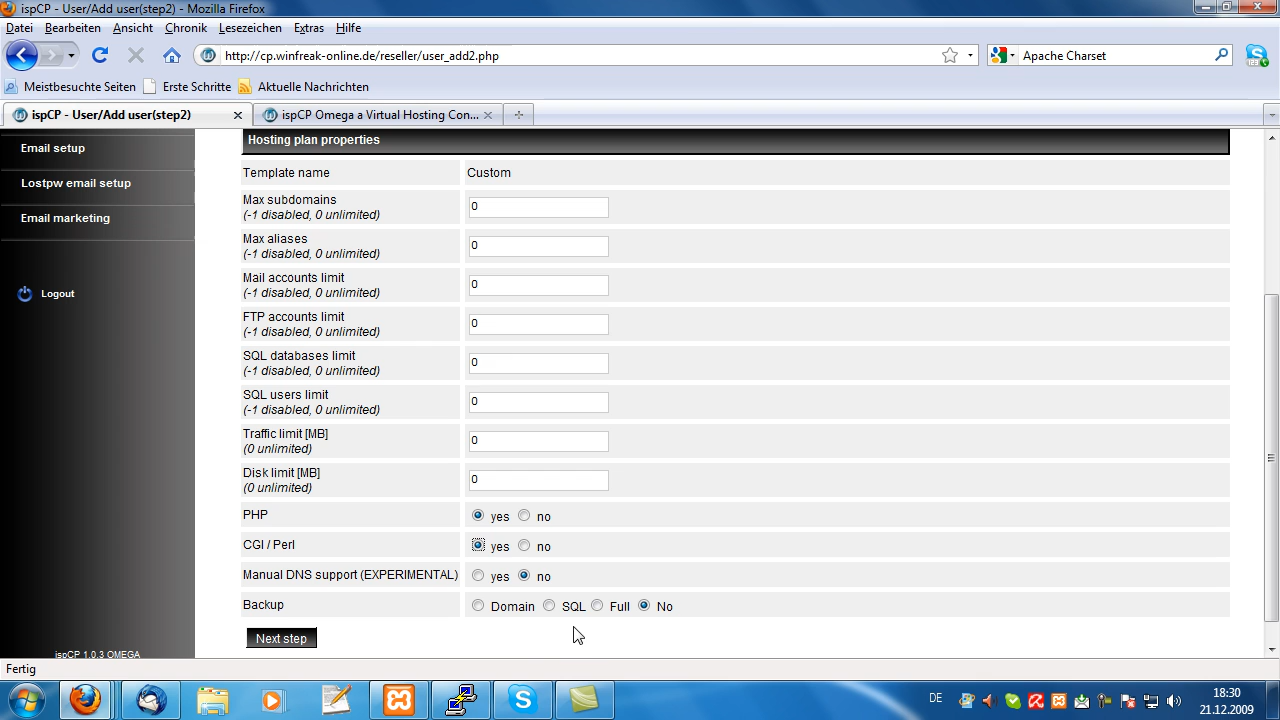 ispCP - User/Add user(step2) - Mozilla Firefox
Datei Bearbeiten Ansicht Chronik Lesezeichen Extras Hilfe
http://cp.winfreak-online.de/reseller/user_add2.php
Apache Charset
Meistbesuchte Seiten Erste Schritte Aktuelle Nachrichten
ispCP - User/Add user(step2)
ispCP Omega a Virtual Hosting Con...
Email setup
Lostpw email setup
Email marketing
Logout
ispCP 1.0.3 OMEGA
Hosting plan properties
Template name Custom
Max subdomains
(-1 disabled, 0 unlimited)
0
Max aliases
(-1 disabled, 0 unlimited)
0
Mail accounts limit
(-1 disabled, 0 unlimited)
0
FTP accounts limit
(-1 disabled, 0 unlimited)
0
SQL databases limit
(-1 disabled, 0 unlimited)
0
SQL users limit
(-1 disabled, 0 unlimited)
0
Traffic limit [MB]
(0 unlimited)
0
Disk limit [MB]
(0 unlimited)
0
PHP yes no
CGI / Perl yes no
Manual DNS support (EXPERIMENTAL) yes no
Backup Domain SQL Full No
Next step
Fertig
DE
18:30
21.12.2009